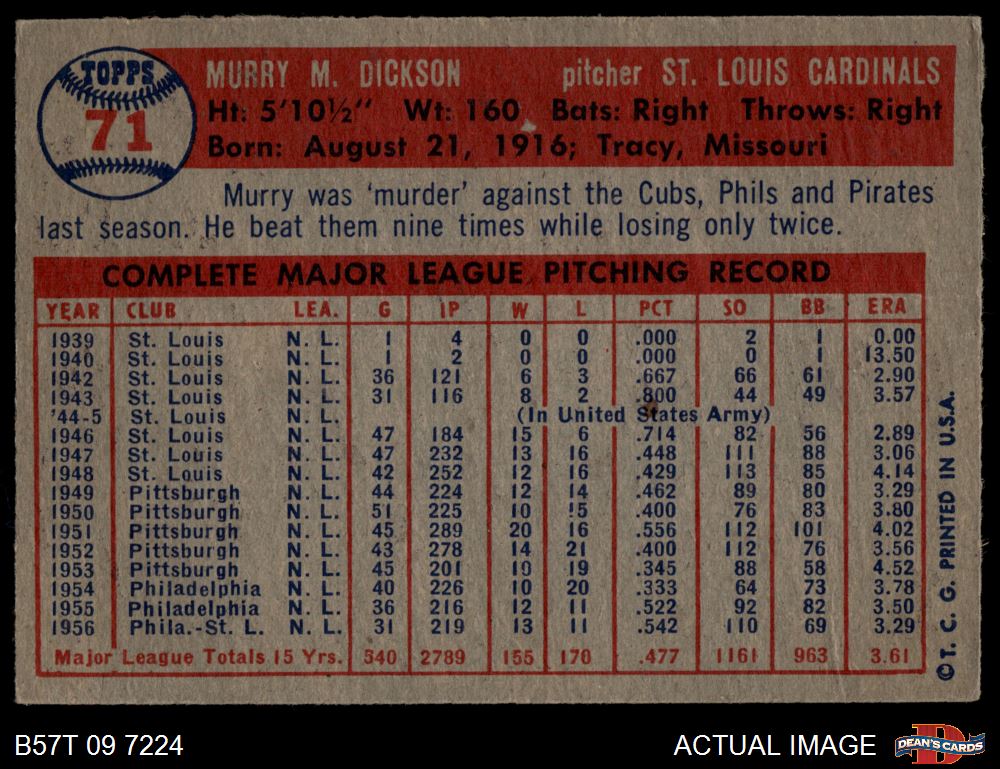 TOPPS
71
MURRY M. DICKSON pitcher ST. LOUIS CARDINALS
Ht: 5'10½" Wt: 160 Bats: Right Throws: Right
Born: August 21, 1916; Tracy, Missouri
Murry was 'murder' against the Cubs, Phils and Pirates
last season. He beat them nine times while losing only twice.
COMPLETE MAJOR LEAGUE PITCHING RECORD
YEAR CLUB LEA. G IP W L PCT SO BB ERA
1939 St. Louis N. L. 1 4 0 0 .000 2 1 0.00
1940 St. Louis N. L. 1 2 0 0 .000 0 1 13.50
1942 St. Louis N. L. 36 121 6 3 .667 66 61 2.90
1943 St. Louis N. L. 31 116 8 2 .800 44 49 3.57
'44-5 St. Louis N. L. (In United States Army)
1946 St. Louis N. L. 47 184 15 6 .714 82 56 2.89
1947 St. Louis N. L. 47 232 13 16 .448 111 88 3.06
1948 St. Louis N. L. 42 252 12 16 .429 113 85 4.14
1949 Pittsburgh N. L. 44 224 12 14 .462 89 80 3.29
1950 Pittsburgh N. L. 51 225 10 15 .400 76 83 3.80
1951 Pittsburgh N. L. 45 289 20 16 .556 112 101 4.02
1952 Pittsburgh N. L. 43 278 14 21 .400 112 76 3.56
1953 Pittsburgh N. L. 45 201 10 19 .345 88 58 4.52
1954 Philadelphia N. L. 40 226 10 20 .333 64 73 3.78
1955 Philadelphia N. L. 36 216 12 11 .522 92 82 3.50
1956 Phila.-St. L. N. L. 31 219 13 11 .542 110 69 3.29
Major League Totals 15 Yrs. 540 2789 155 170 .477 1161 963 3.61
©T. C. G. PRINTED IN U.S.A.
B57T 09 7224
ACTUAL IMAGE
D
DEAN'S CARDS